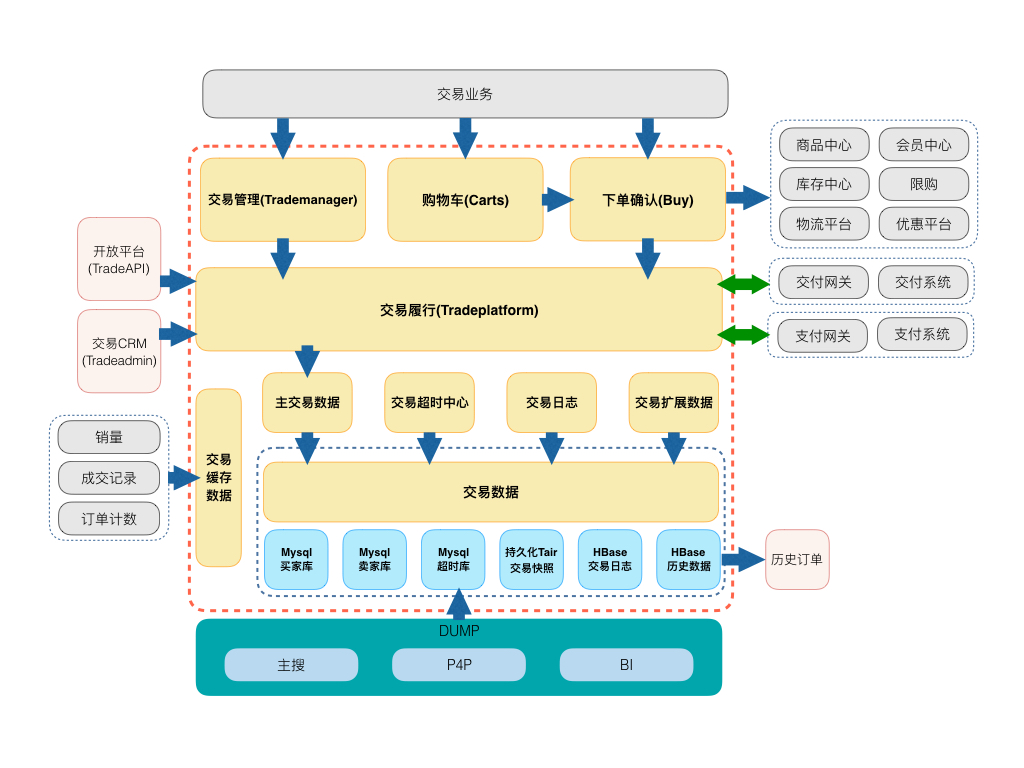 交易业务
交易管理(Trademanager)
购物车(Carts)
下单确认(Buy)
商品中心
会员中心
库存中心
限购
物流平台
优惠平台
开放平台
(TradeAPI)
交易履行(Tradeplatform)
交付网关
交付系统
支付网关
支付系统
交易CRM
(Tradeadmin)
主交易数据
交易超时中心
交易日志
交易扩展数据
销量
成交记录
订单计数
交易
缓存
数据
交易数据
Mysql
买家库
Mysql
卖家库
Mysql
超时库
持久化Tair
交易快照
HBase
交易日志
HBase
历史数据
历史订单
DUMP
主搜
P4P
BI